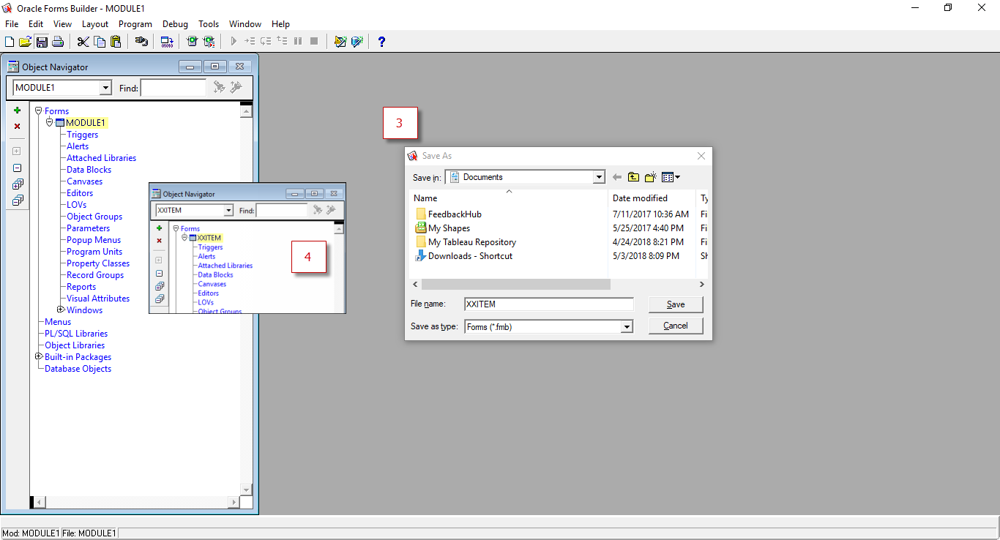 Oracle Forms Builder - MODULE1
File Edit View Layout Program Debug Tools Window Help
Object Navigator
MODULE1 Find:
Forms
MODULE1
Triggers
Alerts
Attached Libraries
Data Blocks
Canvases
Editors
LOVs
Object Groups
Parameters
Popup Menus
Program Units
Property Classes
Record Groups
Reports
Visual Attributes
Windows
Menus
PL/SQL Libraries
Object Libraries
Built-in Packages
Database Objects
Object Navigator
XXITEM Find:
Forms
XXITEM
Triggers
Alerts
Attached Libraries
Data Blocks
Canvases
Editors
LOVs
Object Groups
4
3
Save As
Save in: Documents
Name Date modified Ty
FeedbackHub 7/11/2017 10:36 AM Fi
My Shapes 5/25/2017 4:40 PM Fi
My Tableau Repository 4/24/2018 8:21 PM Fi
Downloads - Shortcut 5/3/2018 8:09 PM Sh
File name: XXITEM Save
Save as type: Forms (*.fmb) Cancel
Mod: MODULE1 File: MODULE1